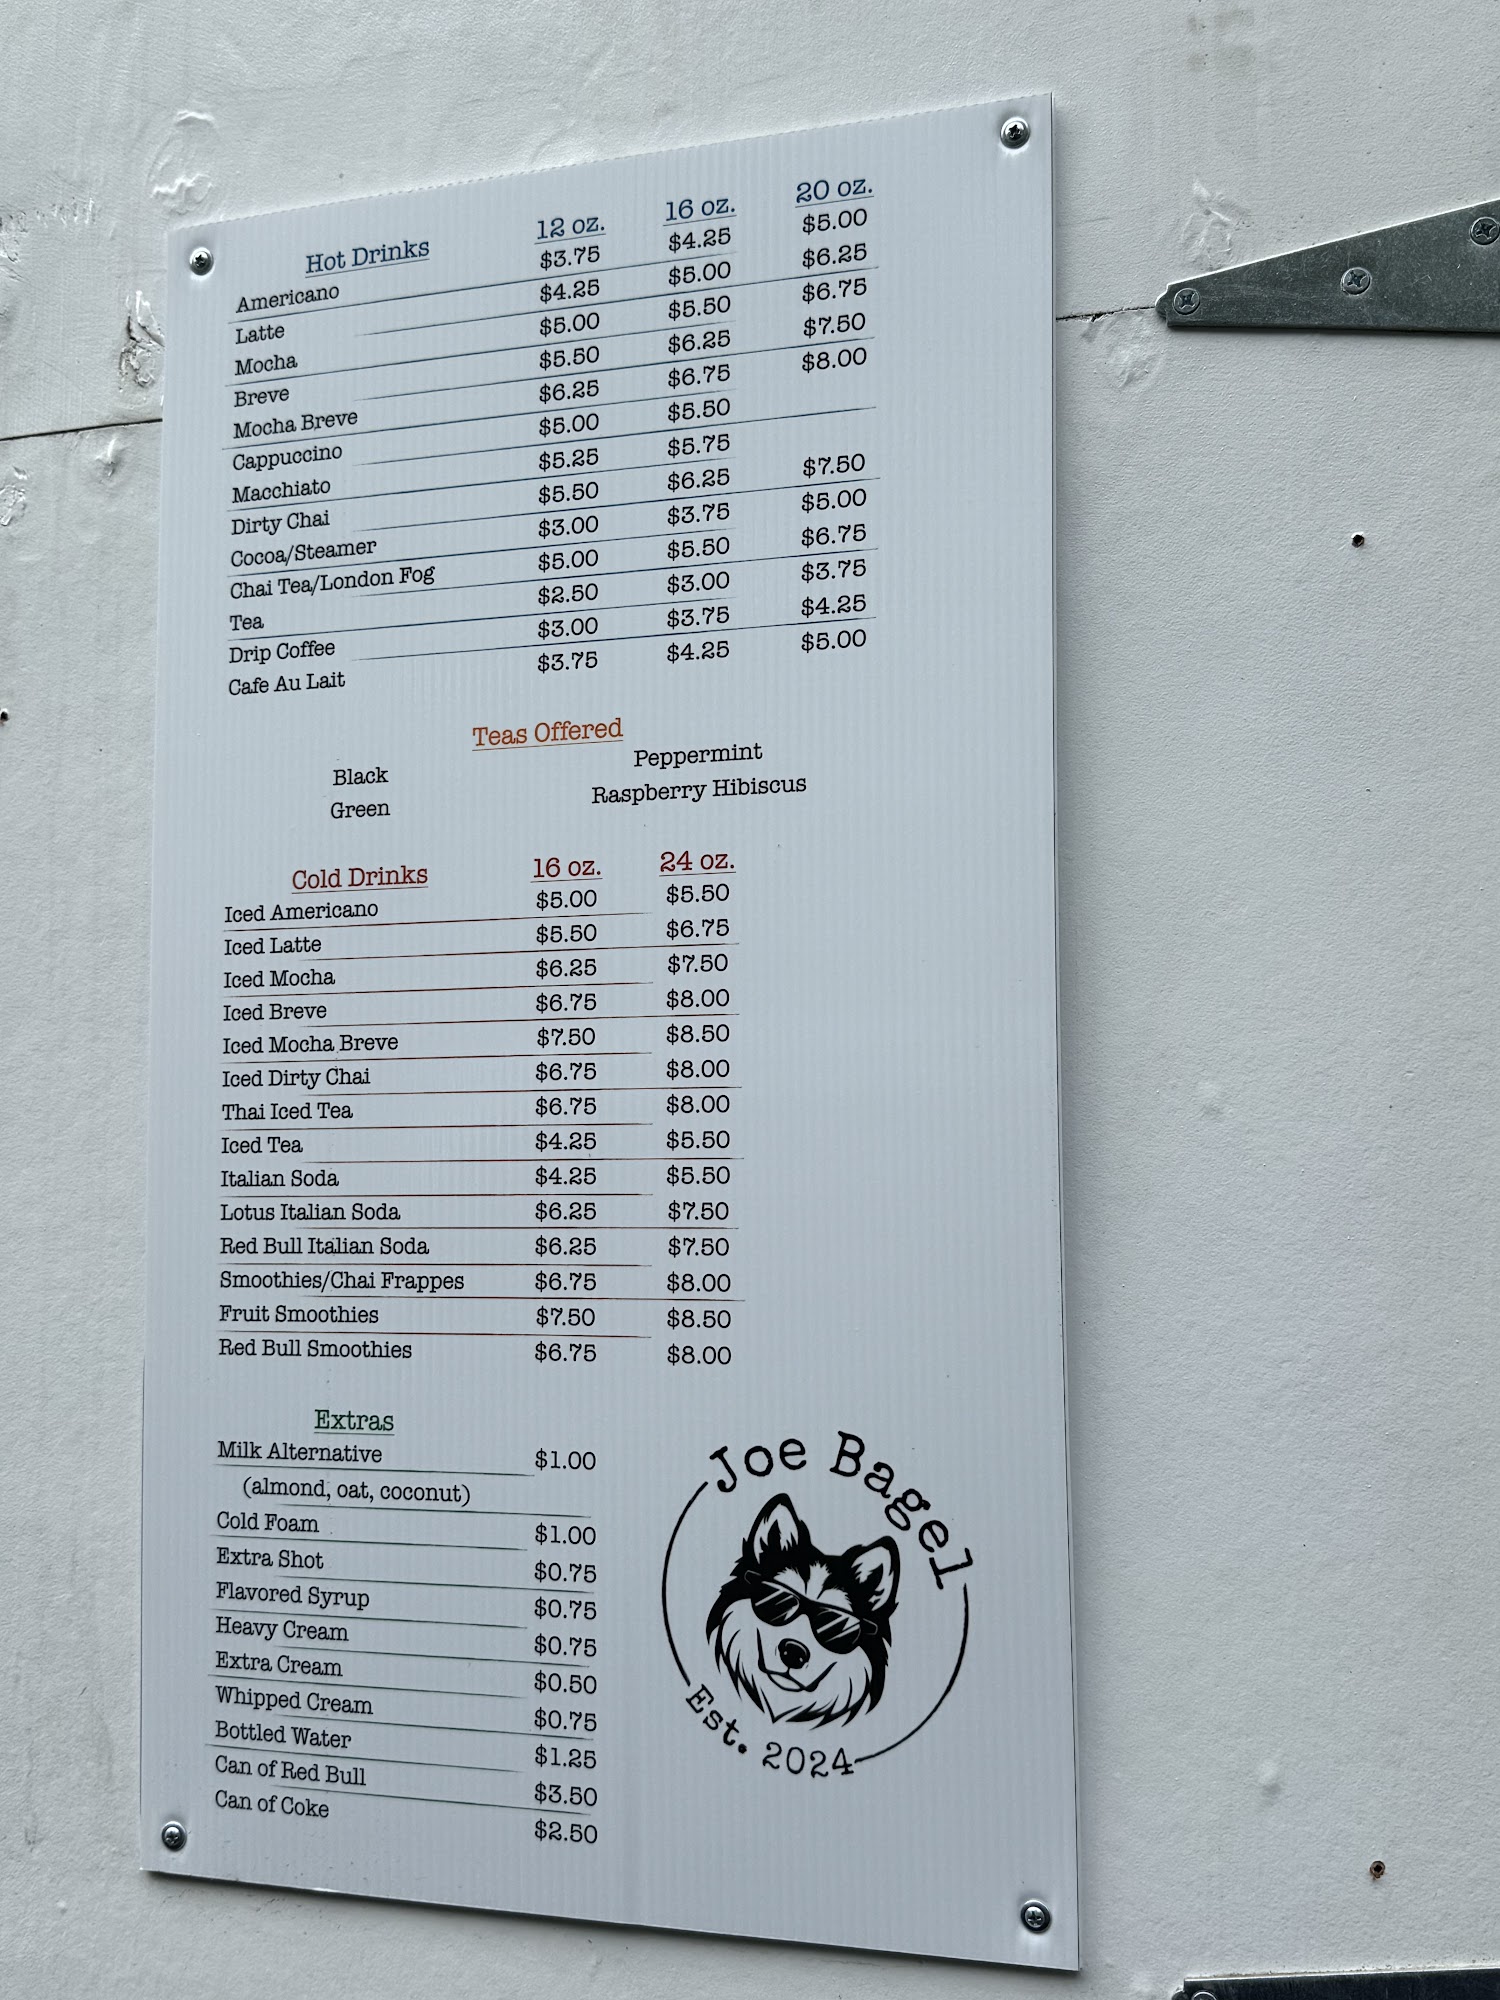 Hot Drinks 12 oz. 16 oz. 20 oz.
Americano $3.75 $4.25 $5.00
Latte $4.25 $5.00 $6.25
Mocha $5.00 $5.50 $6.75
Breve $5.50 $6.25 $7.50
Mocha Breve $6.25 $6.75 $8.00
Cappuccino $5.00 $5.50
Macchiato $5.25 $5.75
Dirty Chai $5.50 $6.25 $7.50
Cocoa/Steamer $3.00 $3.75 $5.00
Chai Tea/London Fog $5.00 $5.50 $6.75
Tea $2.50 $3.00 $3.75
Drip Coffee $3.00 $3.75 $4.25
Cafe Au Lait $3.75 $4.25 $5.00
Teas Offered
Black Peppermint
Green Raspberry Hibiscus
Cold Drinks 16 oz. 24 oz.
Iced Americano $5.00 $5.50
Iced Latte $5.50 $6.75
Iced Mocha $6.25 $7.50
Iced Breve $6.75 $8.00
Iced Mocha Breve $7.50 $8.50
Iced Dirty Chai $6.75 $8.00
Thai Iced Tea $6.75 $8.00
Iced Tea $4.25 $5.50
Italian Soda $4.25 $5.50
Lotus Italian Soda $6.25 $7.50
Red Bull Italian Soda $6.25 $7.50
Smoothies/Chai Frappes $6.75 $8.00
Fruit Smoothies $7.50 $8.50
Red Bull Smoothies $6.75 $8.00
Extras
Milk Alternative $1.00
(almond, oat, coconut)
Cold Foam $1.00
Extra Shot $0.75
Flavored Syrup $0.75
Heavy Cream $0.75
Extra Cream $0.50
Whipped Cream $0.75
Bottled Water $1.25
Can of Red Bull $3.50
Can of Coke $2.50
Joe Bagel
Est. 2024